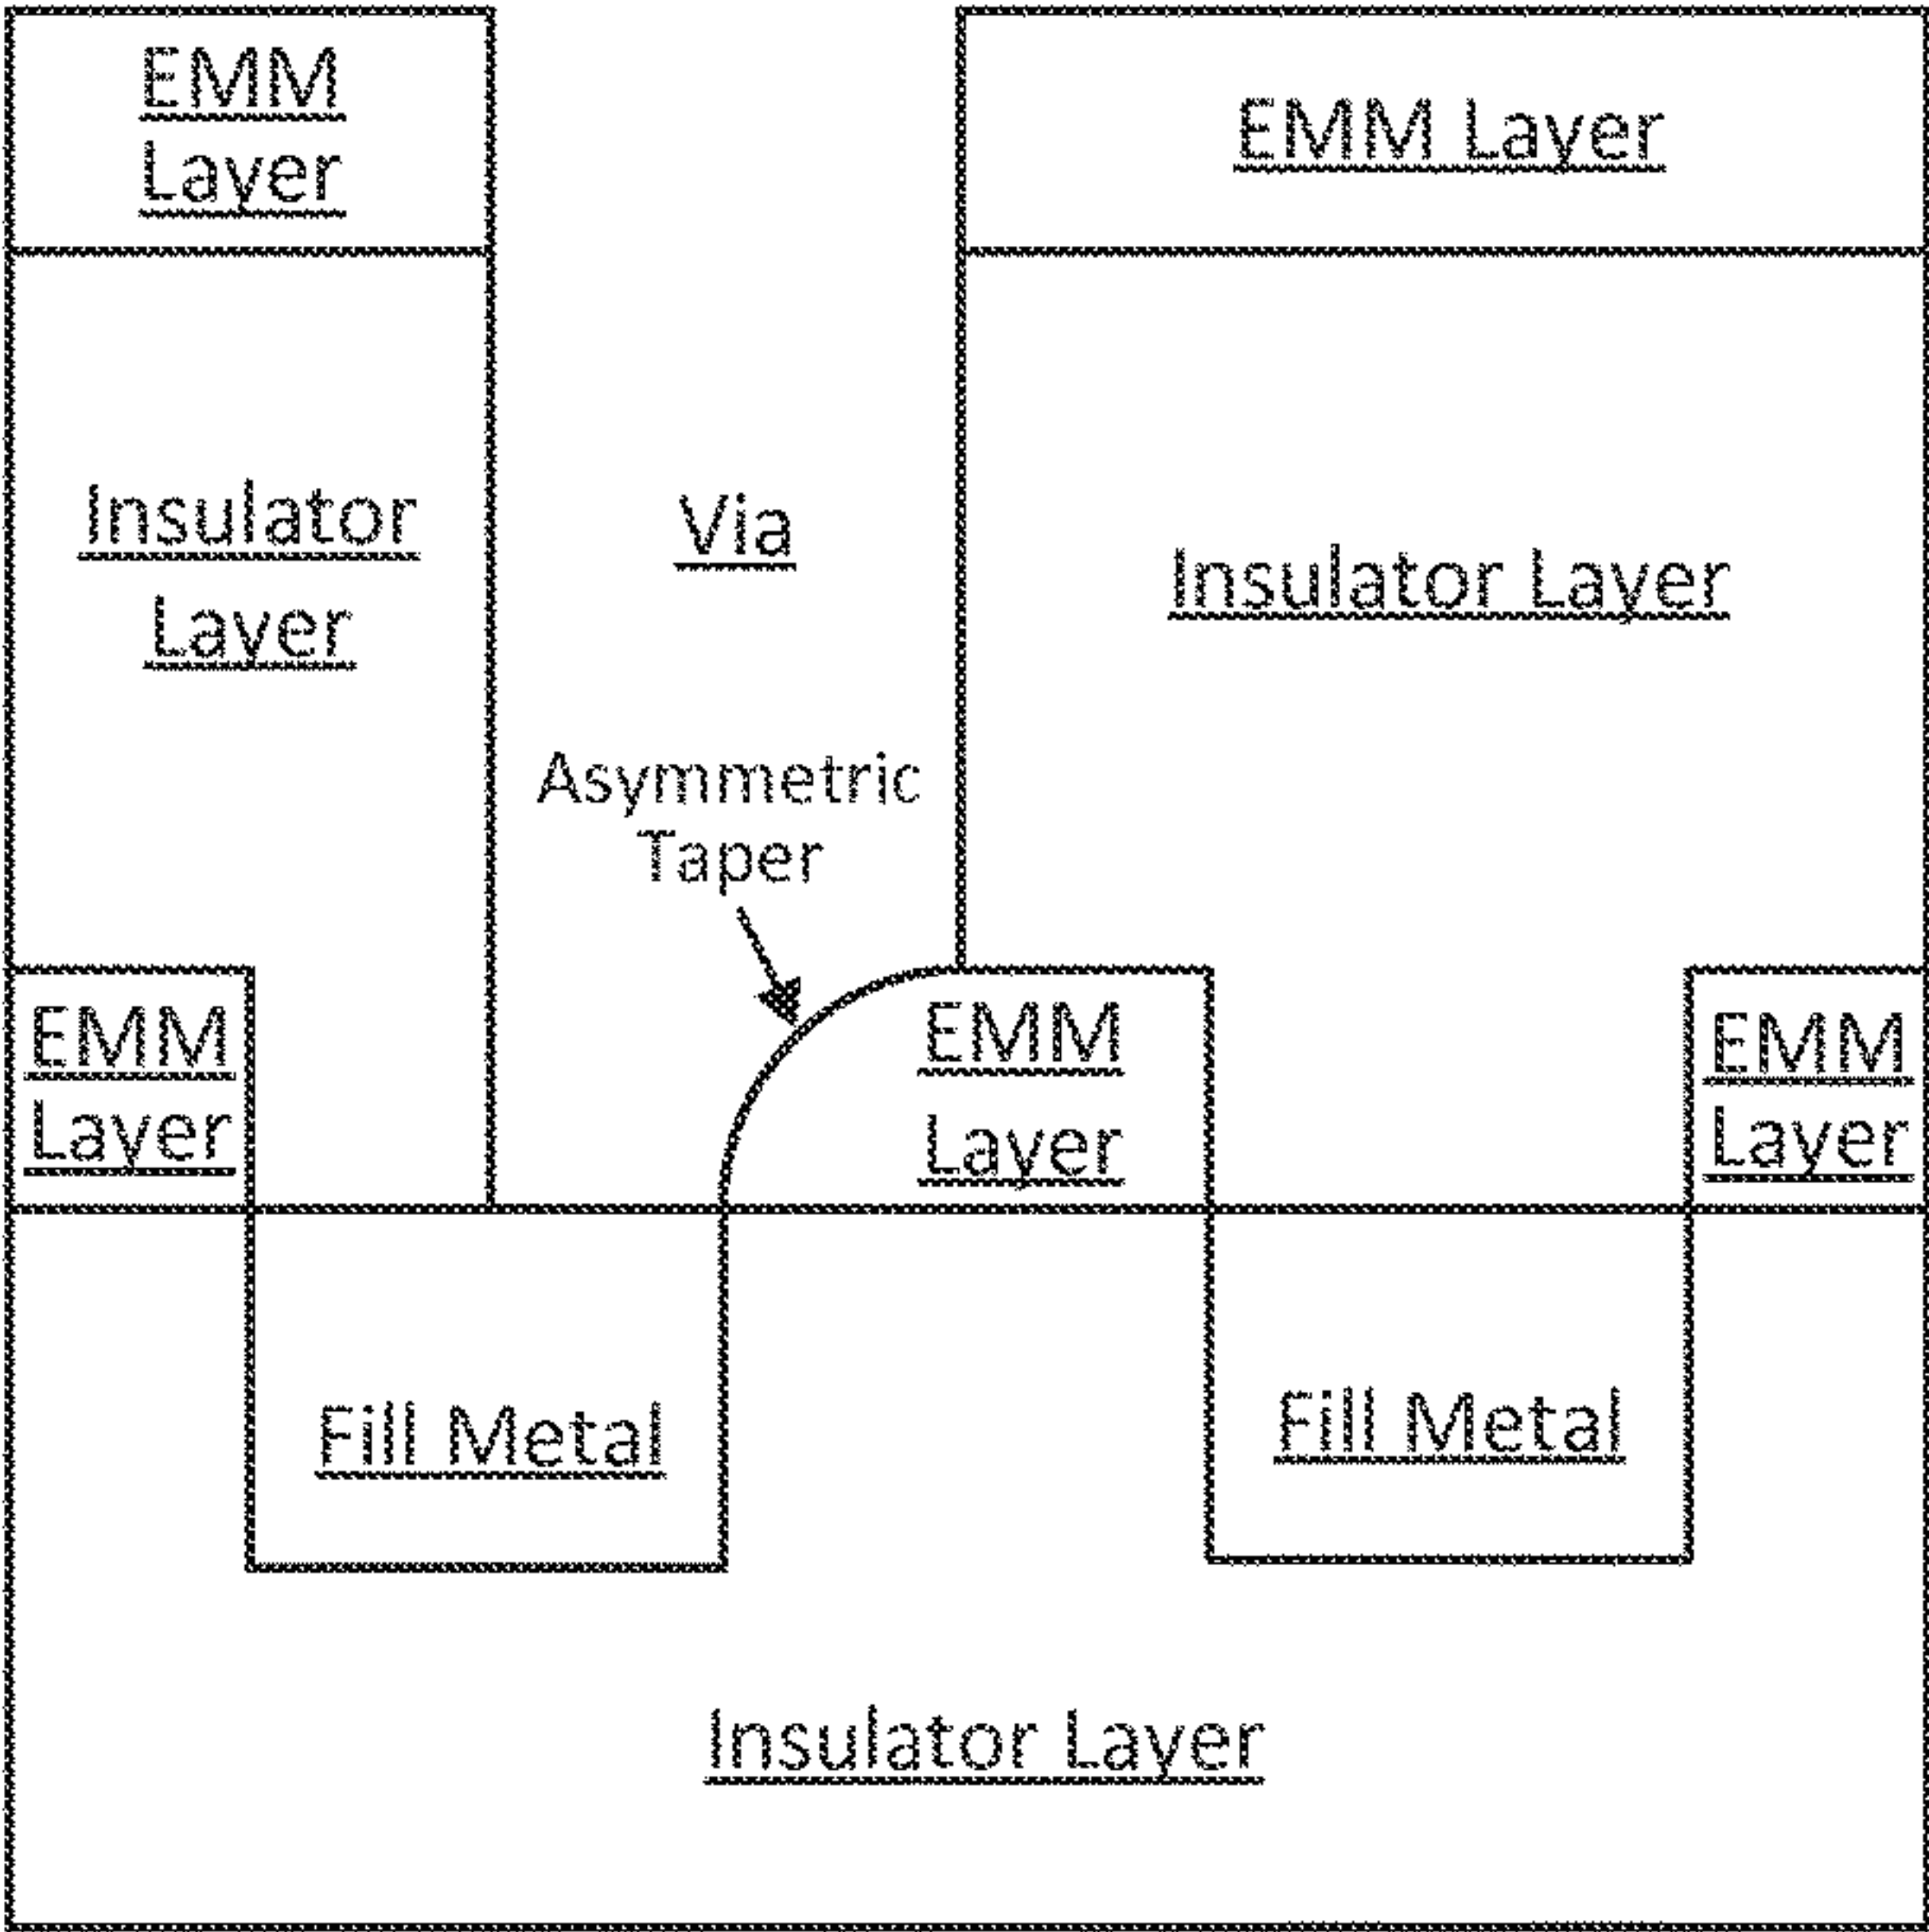 EMM
Layer
EMM Layer
Insulator
Layer
Via
Insulator Layer
Asymmetric
Taper
EMM
Layer
EMM
Layer
EMM
Layer
Fill Metal
Fill Metal
Insulator Layer